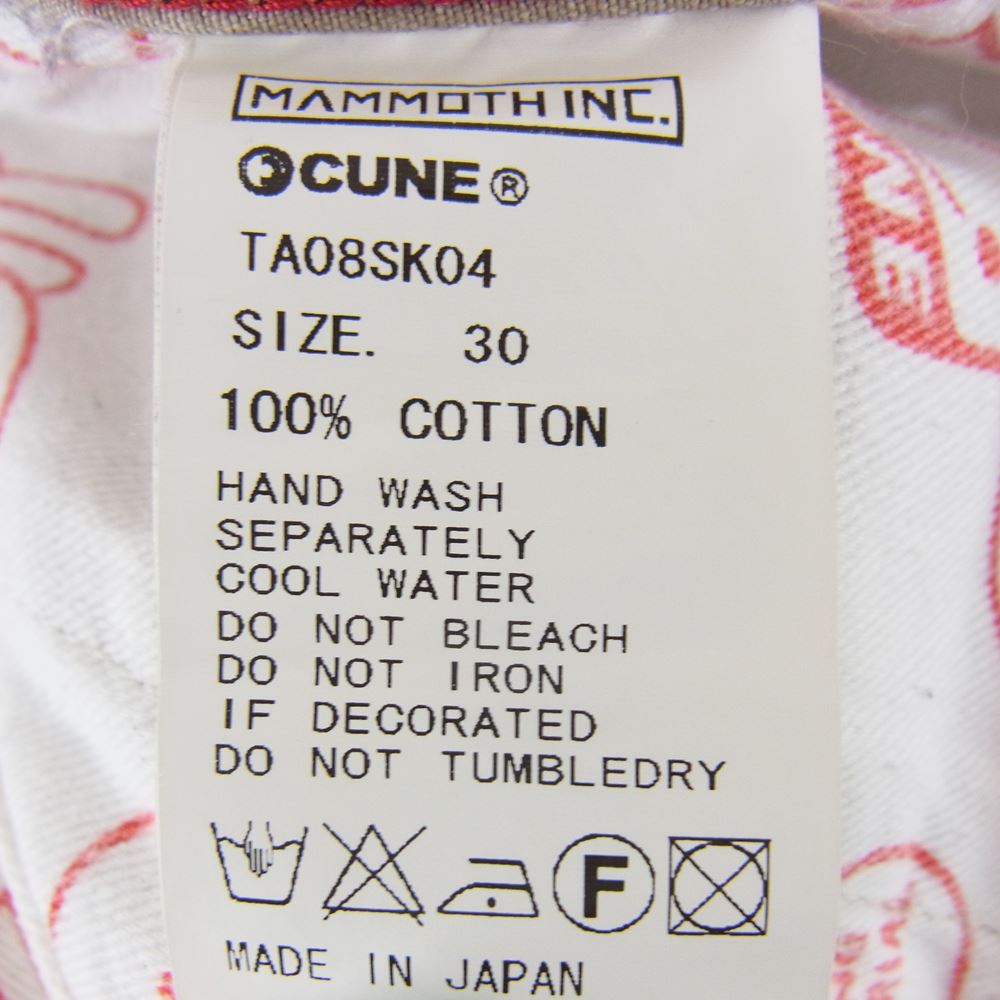 MAMMOTH INC.
CUNE®
TA08SK04
SIZE. 30
100% COTTON
HAND WASH
SEPARATELY
COOL WATER
DO NOT BLEACH
DO NOT IRON
IF DECORATED
DO NOT TUMBLEDRY
F
MADE IN JAPAN